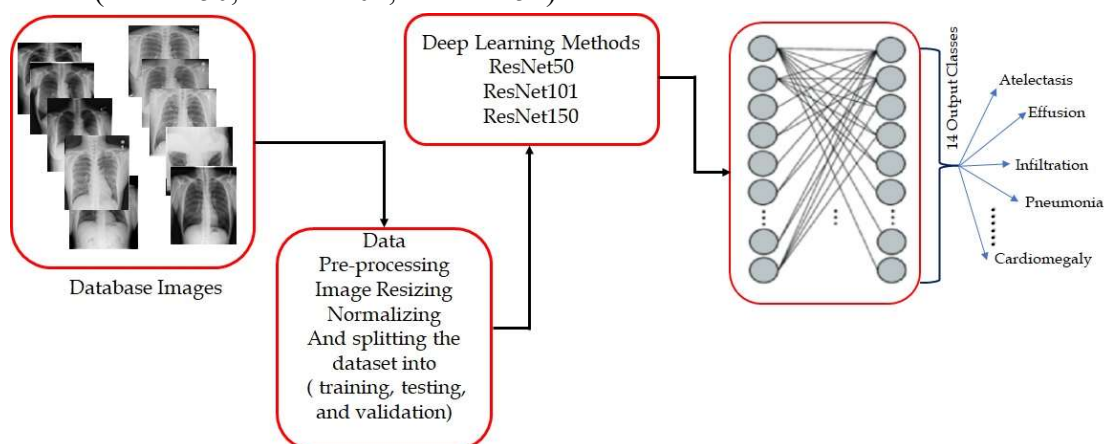 Database Images
Data
Pre-processing
Image Resizing
Normalizing
And splitting the
dataset into
( training, testing,
and validation)
Deep Learning Methods
ResNet50
ResNet101
ResNet150
14 Output Classes
Atelectasis
Effusion
Infiltration
Pneumonia
Cardiomegaly